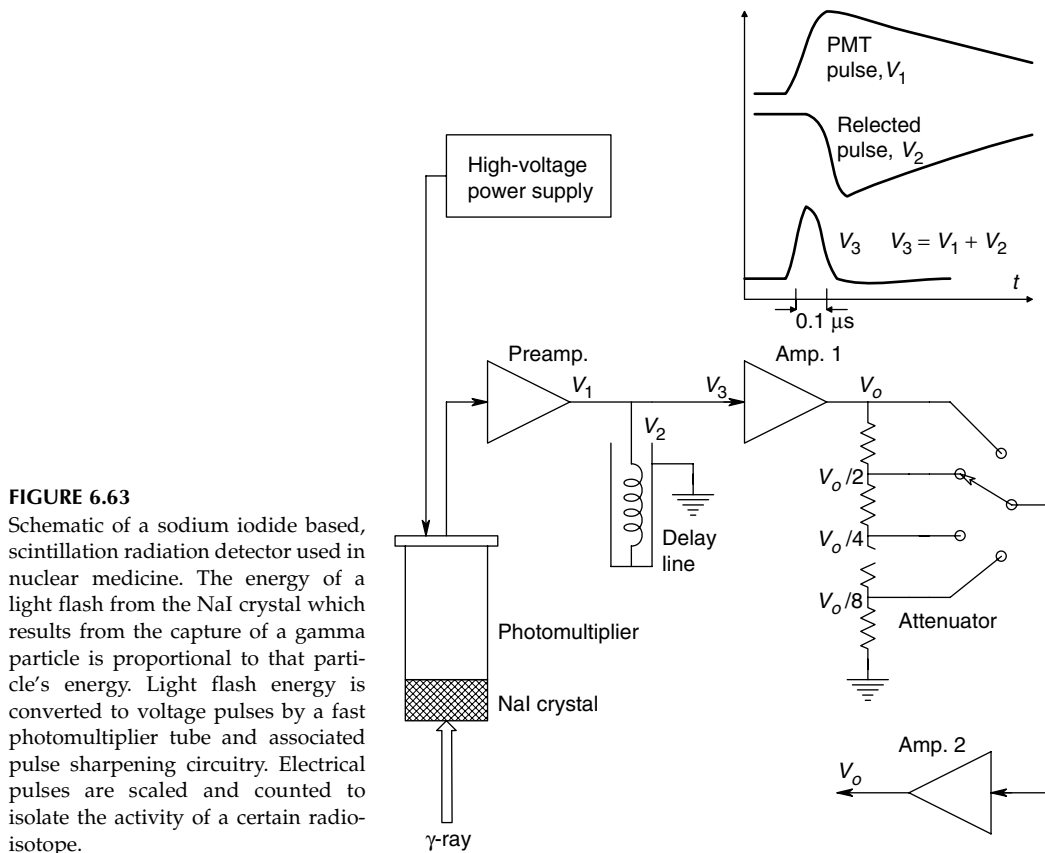 PMT
pulse, V1
Relected
pulse, V2
V3 V3 = V1 + V2
t
0.1 μs
High-voltage
power supply
Preamp.
V1
V2
V3
Amp. 1
Vo
Vo/2
Vo/4
Vo/8
Delay
line
Attenuator
Photomultiplier
NaI crystal
γ-ray
Amp. 2
Vo
FIGURE 6.63
Schematic of a sodium iodide based,
scintillation radiation detector used in
nuclear medicine. The energy of a
light flash from the NaI crystal which
results from the capture of a gamma
particle is proportional to that parti-
cle's energy. Light flash energy is
converted to voltage pulses by a fast
photomultiplier tube and associated
pulse sharpening circuitry. Electrical
pulses are scaled and counted to
isolate the activity of a certain radio-
isotope.